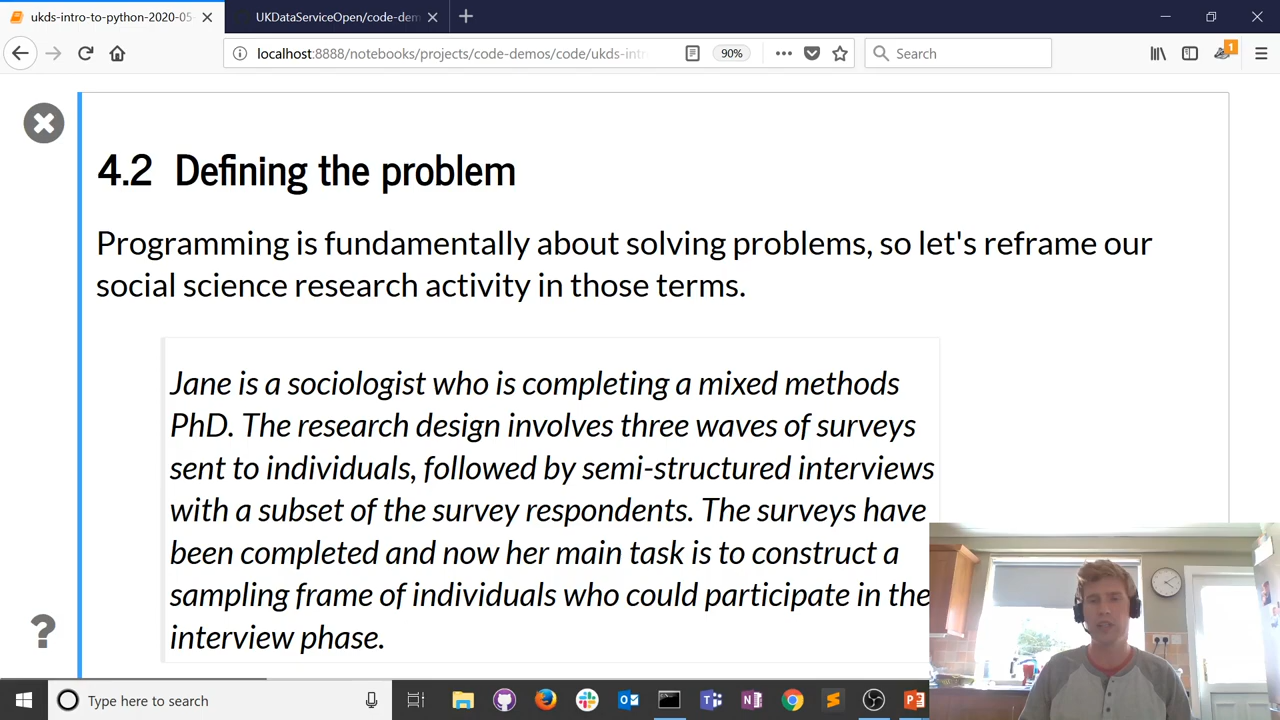 ukds-intro-to-python-2020-05-
UKDataServiceOpen/code-dem
localhost:8888/notebooks/projects/code-demos/code/ukds-intr
90%
Search
1
4.2 Defining the problem
Programming is fundamentally about solving problems, so let's reframe our
social science research activity in those terms.
Jane is a sociologist who is completing a mixed methods
PhD. The research design involves three waves of surveys
sent to individuals, followed by semi-structured interviews
with a subset of the survey respondents. The surveys have
been completed and now her main task is to construct a
sampling frame of individuals who could participate in the
interview phase.
?
Type here to search